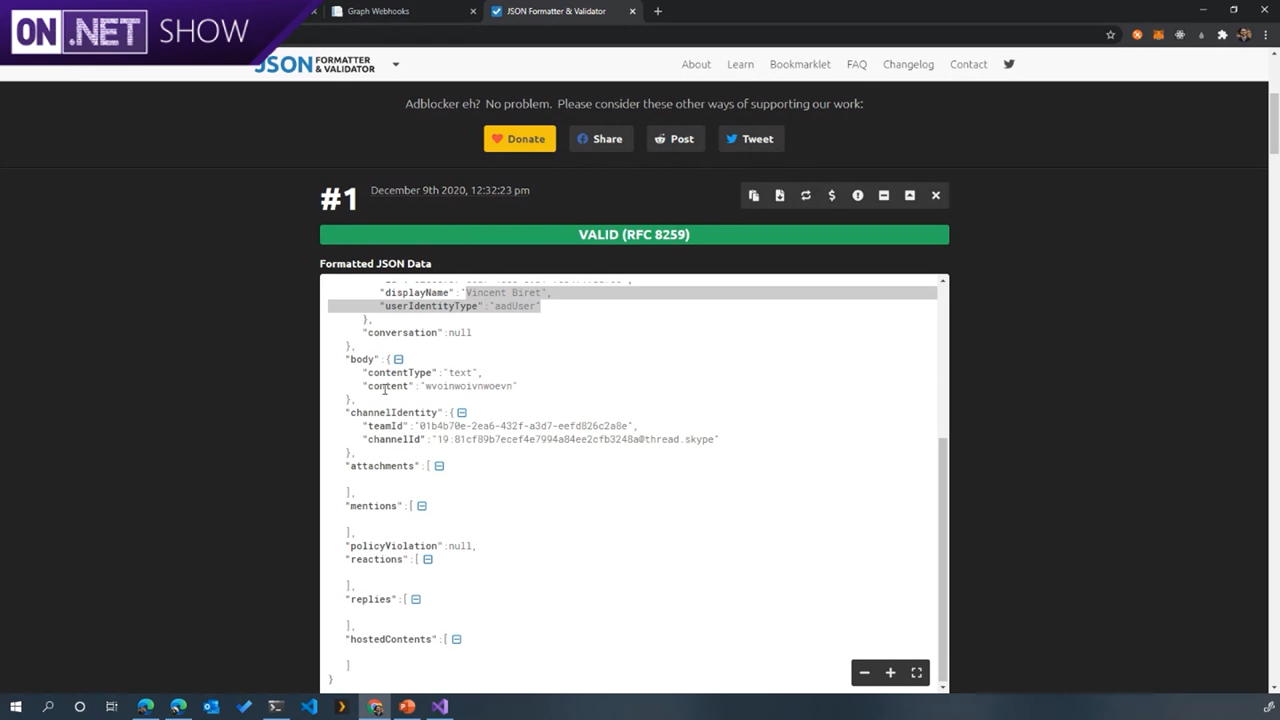 ON .NET SHOW
Graph Webhooks
JSON Formatter & Validator
JSON FORMATTER & VALIDATOR
About
Learn
Bookmarklet
FAQ
Changelog
Contact
Adblocker eh? No problem. Please consider these other ways of supporting our work:
Donate
Share
Post
Tweet
#1
December 9th 2020, 12:32:23 pm
VALID (RFC 8259)
Formatted JSON Data
"displayName":"Vincent Biret",
"userIdentityType":"aadUser"
},
"conversation":null
},
"body":{
"contentType":"text",
"content":"wvoinwoivnwoevn"
},
"channelIdentity":{
"teamId":"01b4b70e-2ea6-432f-a3d7-eefd826c2a8e",
"channelId":"19:81cf89b7ecef4e7994a84ee2cfb3248a@thread.skype"
},
"attachments":[
],
"mentions":[
],
"policyViolation":null,
"reactions":[
],
"replies":[
],
"hostedContents":[
]
}